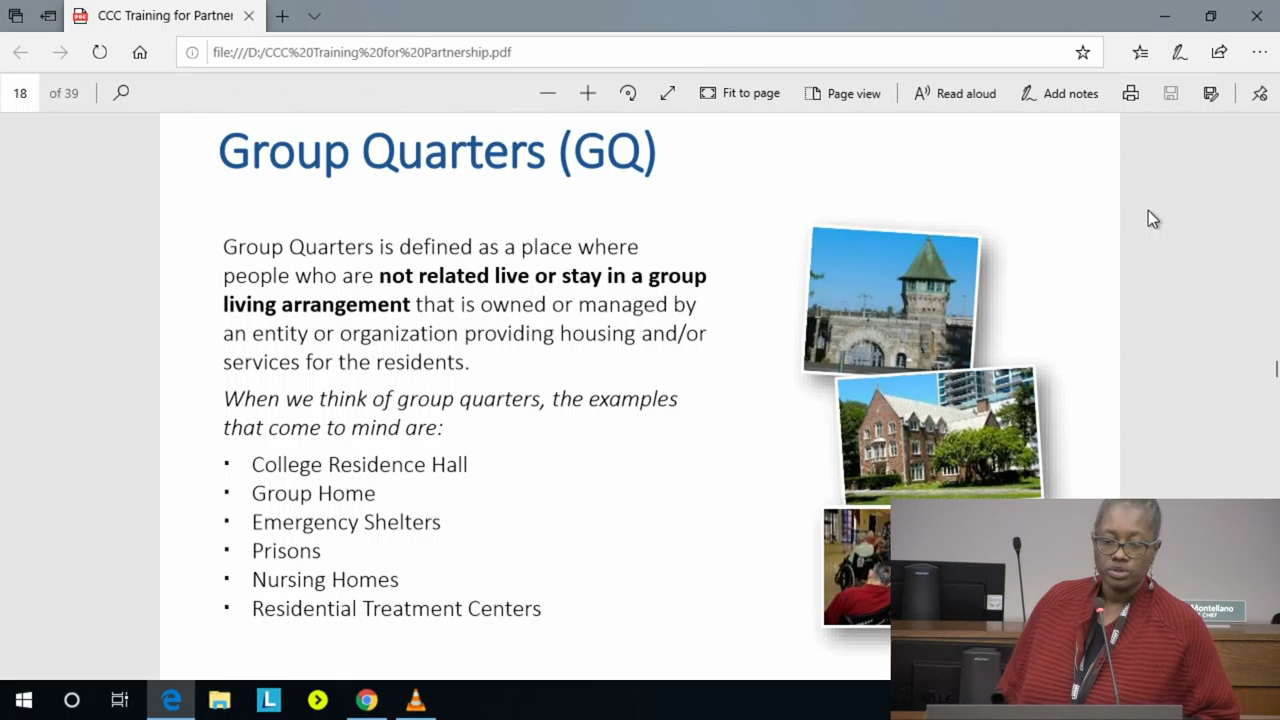 CCC Training for Partner
file:///D:/CCC%20Training%20for%20Partnership.pdf
18 of 39
Fit to page
Page view
Read aloud
Add notes
Group Quarters (GQ)
Group Quarters is defined as a place where
people who are not related live or stay in a group
living arrangement that is owned or managed by
an entity or organization providing housing and/or
services for the residents.
When we think of group quarters, the examples
that come to mind are:
▪ College Residence Hall
▪ Group Home
▪ Emergency Shelters
▪ Prisons
▪ Nursing Homes
▪ Residential Treatment Centers
Montellano
CHIEF